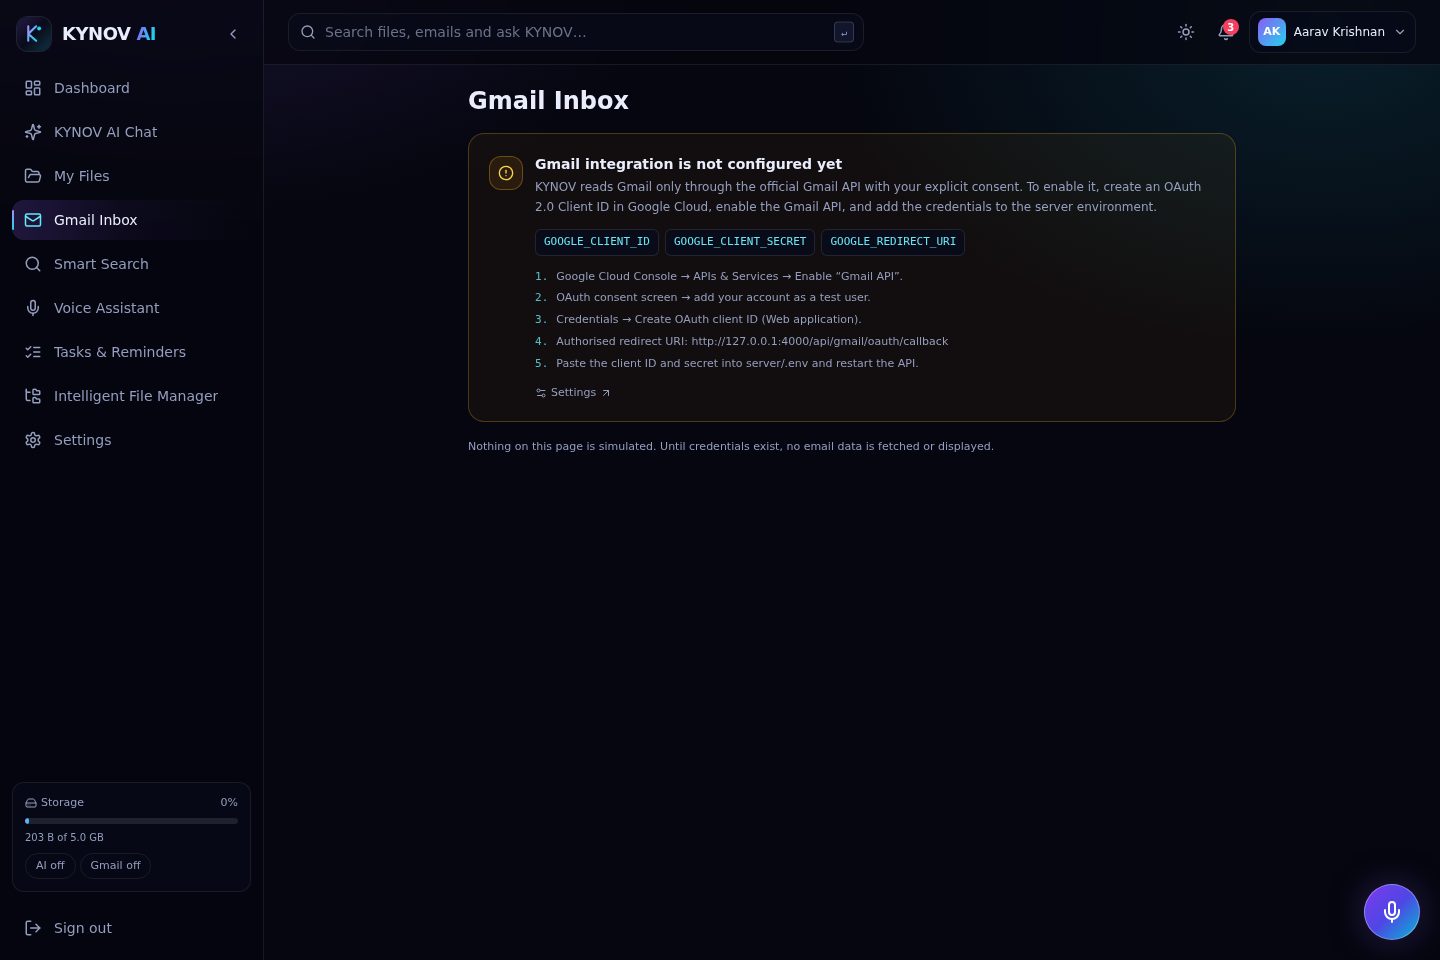 KYNOV AI
Search files, emails and ask KYNOV…
↵
3
AK
Aarav Krishnan
Dashboard
KYNOV AI Chat
My Files
Gmail Inbox
Smart Search
Voice Assistant
Tasks & Reminders
Intelligent File Manager
Settings
Storage 0%
203 B of 5.0 GB
AI off Gmail off
Sign out
Gmail Inbox
Gmail integration is not configured yet
KYNOV reads Gmail only through the official Gmail API with your explicit consent. To enable it, create an OAuth
2.0 Client ID in Google Cloud, enable the Gmail API, and add the credentials to the server environment.
GOOGLE_CLIENT_ID GOOGLE_CLIENT_SECRET GOOGLE_REDIRECT_URI
1. Google Cloud Console → APIs & Services → Enable “Gmail API”.
2. OAuth consent screen → add your account as a test user.
3. Credentials → Create OAuth client ID (Web application).
4. Authorised redirect URI: http://127.0.0.1:4000/api/gmail/oauth/callback
5. Paste the client ID and secret into server/.env and restart the API.
Settings
Nothing on this page is simulated. Until credentials exist, no email data is fetched or displayed.